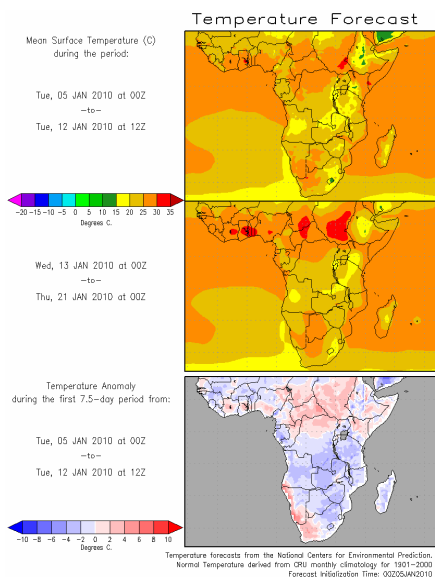 Temperature Forecast
Mean Surface Temperature (C)
during the period:
Tue, 05 JAN 2010 at 00Z
—to—
Tue, 12 JAN 2010 at 12Z
-20 -15 -10 -5 0 5 10 15 20 25 30 35
Degrees C.
Wed, 13 JAN 2010 at 00Z
—to—
Thu, 21 JAN 2010 at 00Z
Temperature Anomaly
during the first 7.5-day period from:
Tue, 05 JAN 2010 at 00Z
—to—
Tue, 12 JAN 2010 at 12Z
-10 -8 -6 -4 -2 0 2 4 6 8 10
Degrees C.
Temperature forecasts from the National Centers for Environmental Prediction.
Normal Temperature derived from CRU monthly climatology for 1901-2000
Forecast Initialization Time: 00Z05JAN2010